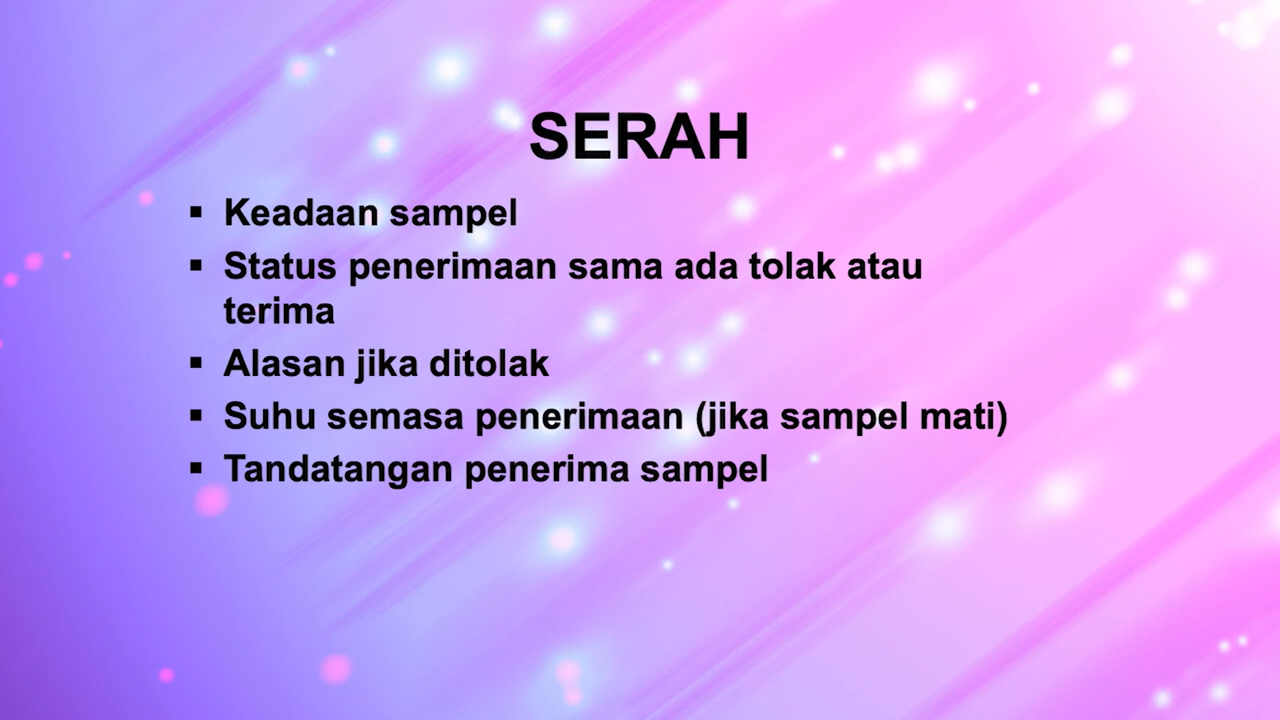 SERAH
▪ Keadaan sampel
▪ Status penerimaan sama ada tolak atau
terima
▪ Alasan jika ditolak
▪ Suhu semasa penerimaan (jika sampel mati)
▪ Tandatangan penerima sampel